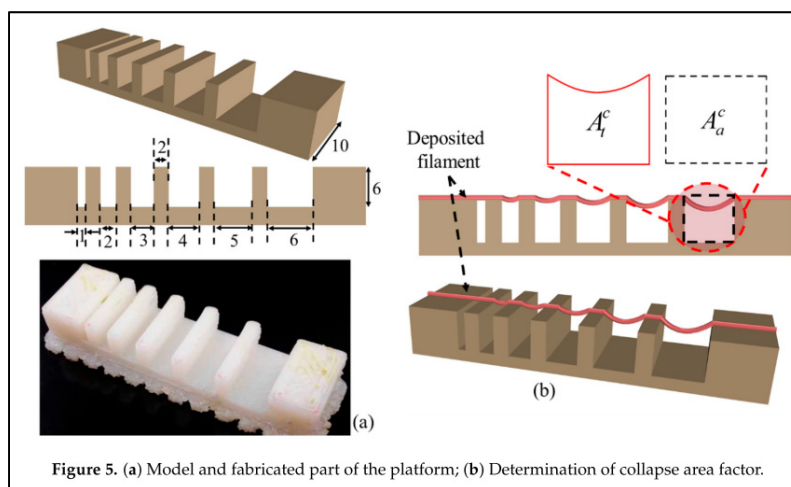 10
2
6
1
2
3
4
5
6
(a)
A_t^c
A_a^c
Deposited
filament
(b)
Figure 5. (a) Model and fabricated part of the platform; (b) Determination of collapse area factor.